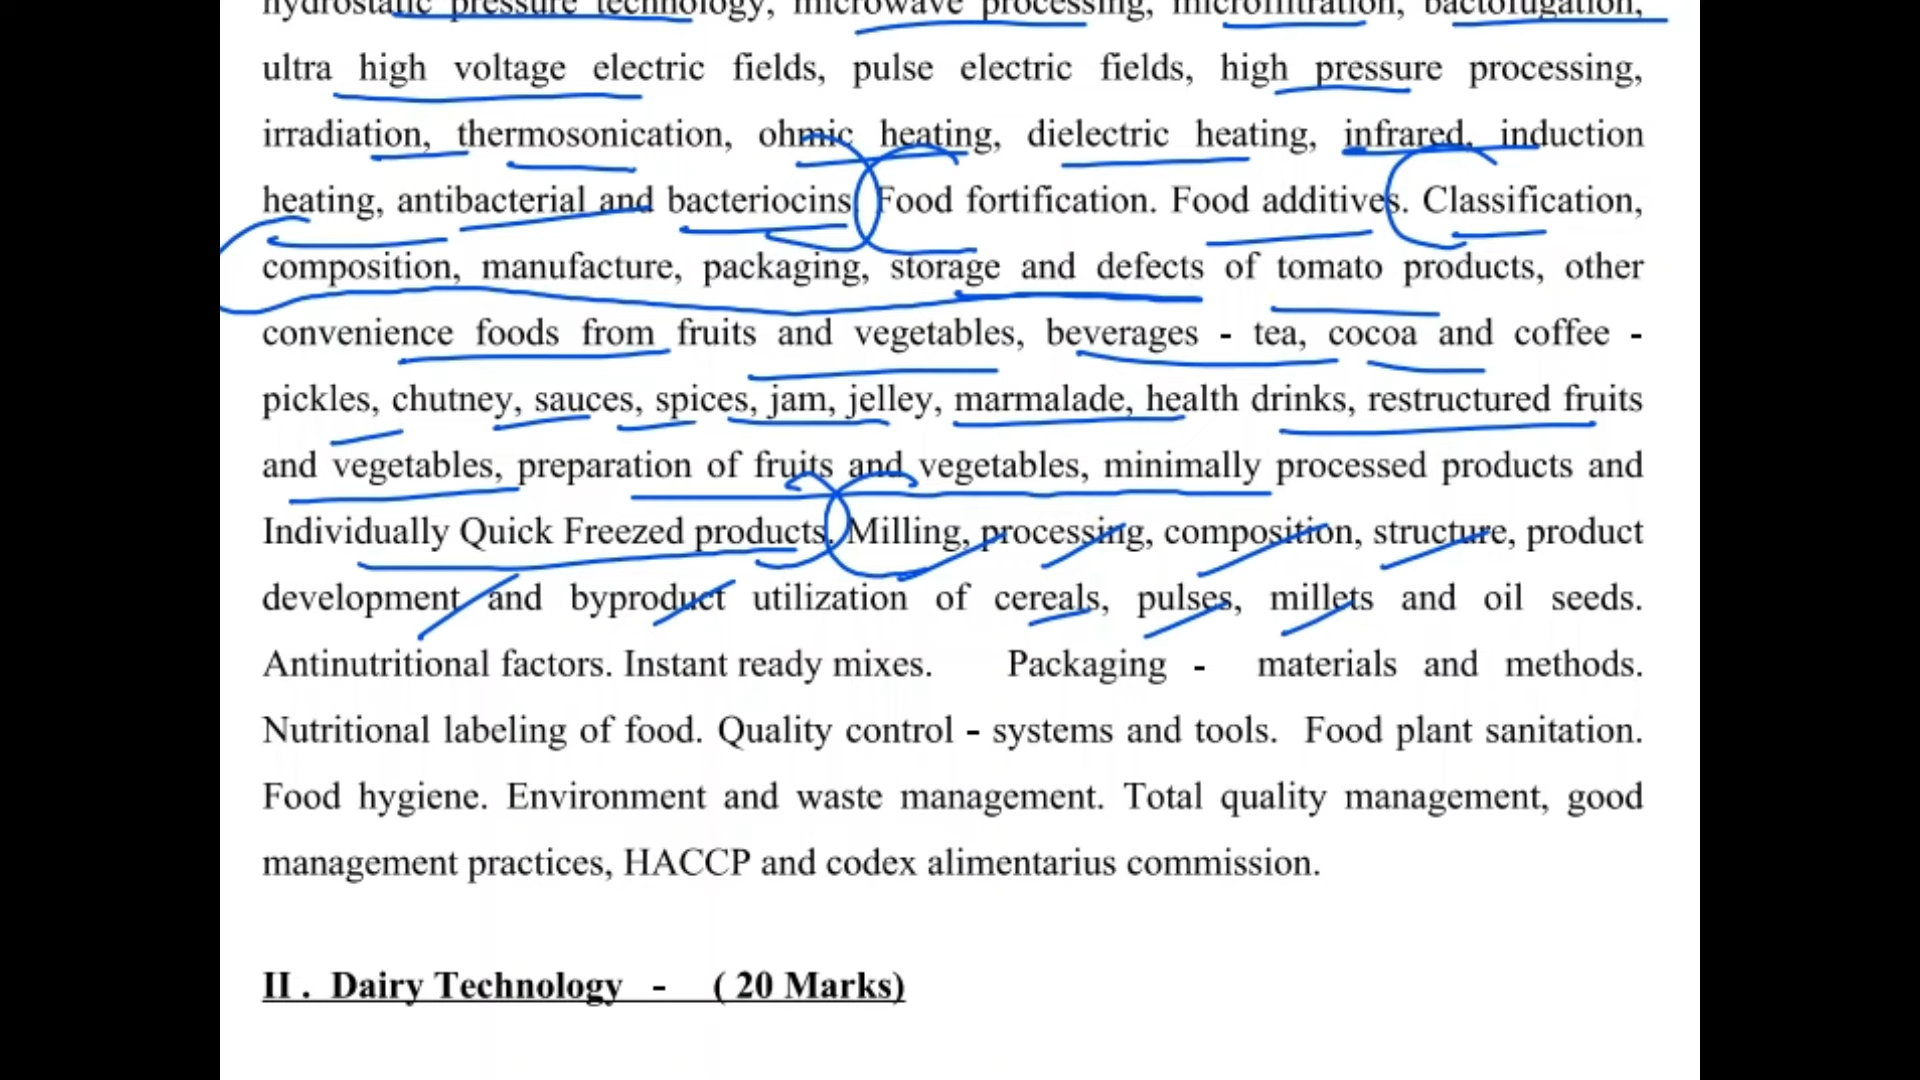 hydrostatic pressure technology, microwave processing, microfiltration, bactofugation,
ultra high voltage electric fields, pulse electric fields, high pressure processing,
irradiation, thermosonication, ohmic heating, dielectric heating, infrared, induction
heating, antibacterial and bacteriocins. Food fortification. Food additives. Classification,
composition, manufacture, packaging, storage and defects of tomato products, other
convenience foods from fruits and vegetables, beverages - tea, cocoa and coffee -
pickles, chutney, sauces, spices, jam, jelley, marmalade, health drinks, restructured fruits
and vegetables, preparation of fruits and vegetables, minimally processed products and
Individually Quick Freezed products. Milling, processing, composition, structure, product
development and byproduct utilization of cereals, pulses, millets and oil seeds.
Antinutritional factors. Instant ready mixes. Packaging - materials and methods.
Nutritional labeling of food. Quality control - systems and tools. Food plant sanitation.
Food hygiene. Environment and waste management. Total quality management, good
management practices, HACCP and codex alimentarius commission.
II . Dairy Technology - ( 20 Marks)